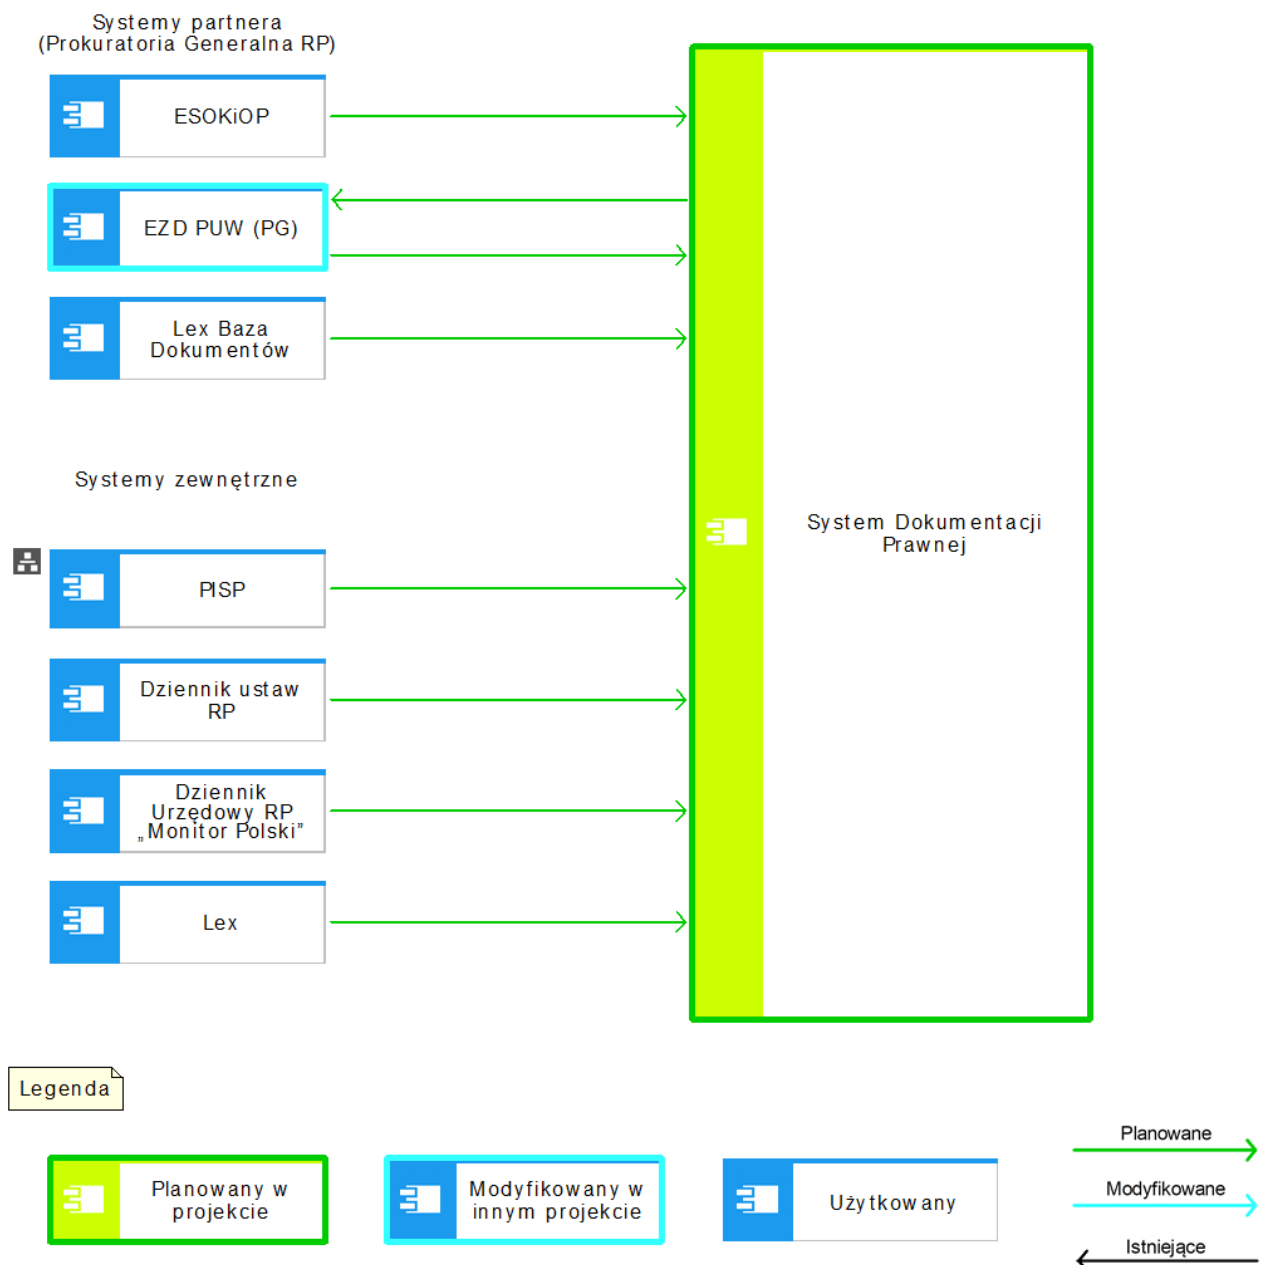 Systemy partnera
(Prokuratoria Generalna RP)
ESOKiOP
EZD PUW (PG)
Lex Baza
Dokumentów
Systemy zewnętrzne
PISP
Dziennik ustaw
RP
Dziennik
Urzędowy RP
„Monitor Polski”
Lex
System Dokumentacji
Prawnej
Legenda
Planowany w
projekcie
Modyfikowany w
innym projekcie
Użytkowany
Planowane
Modyfikowane
Istniejące